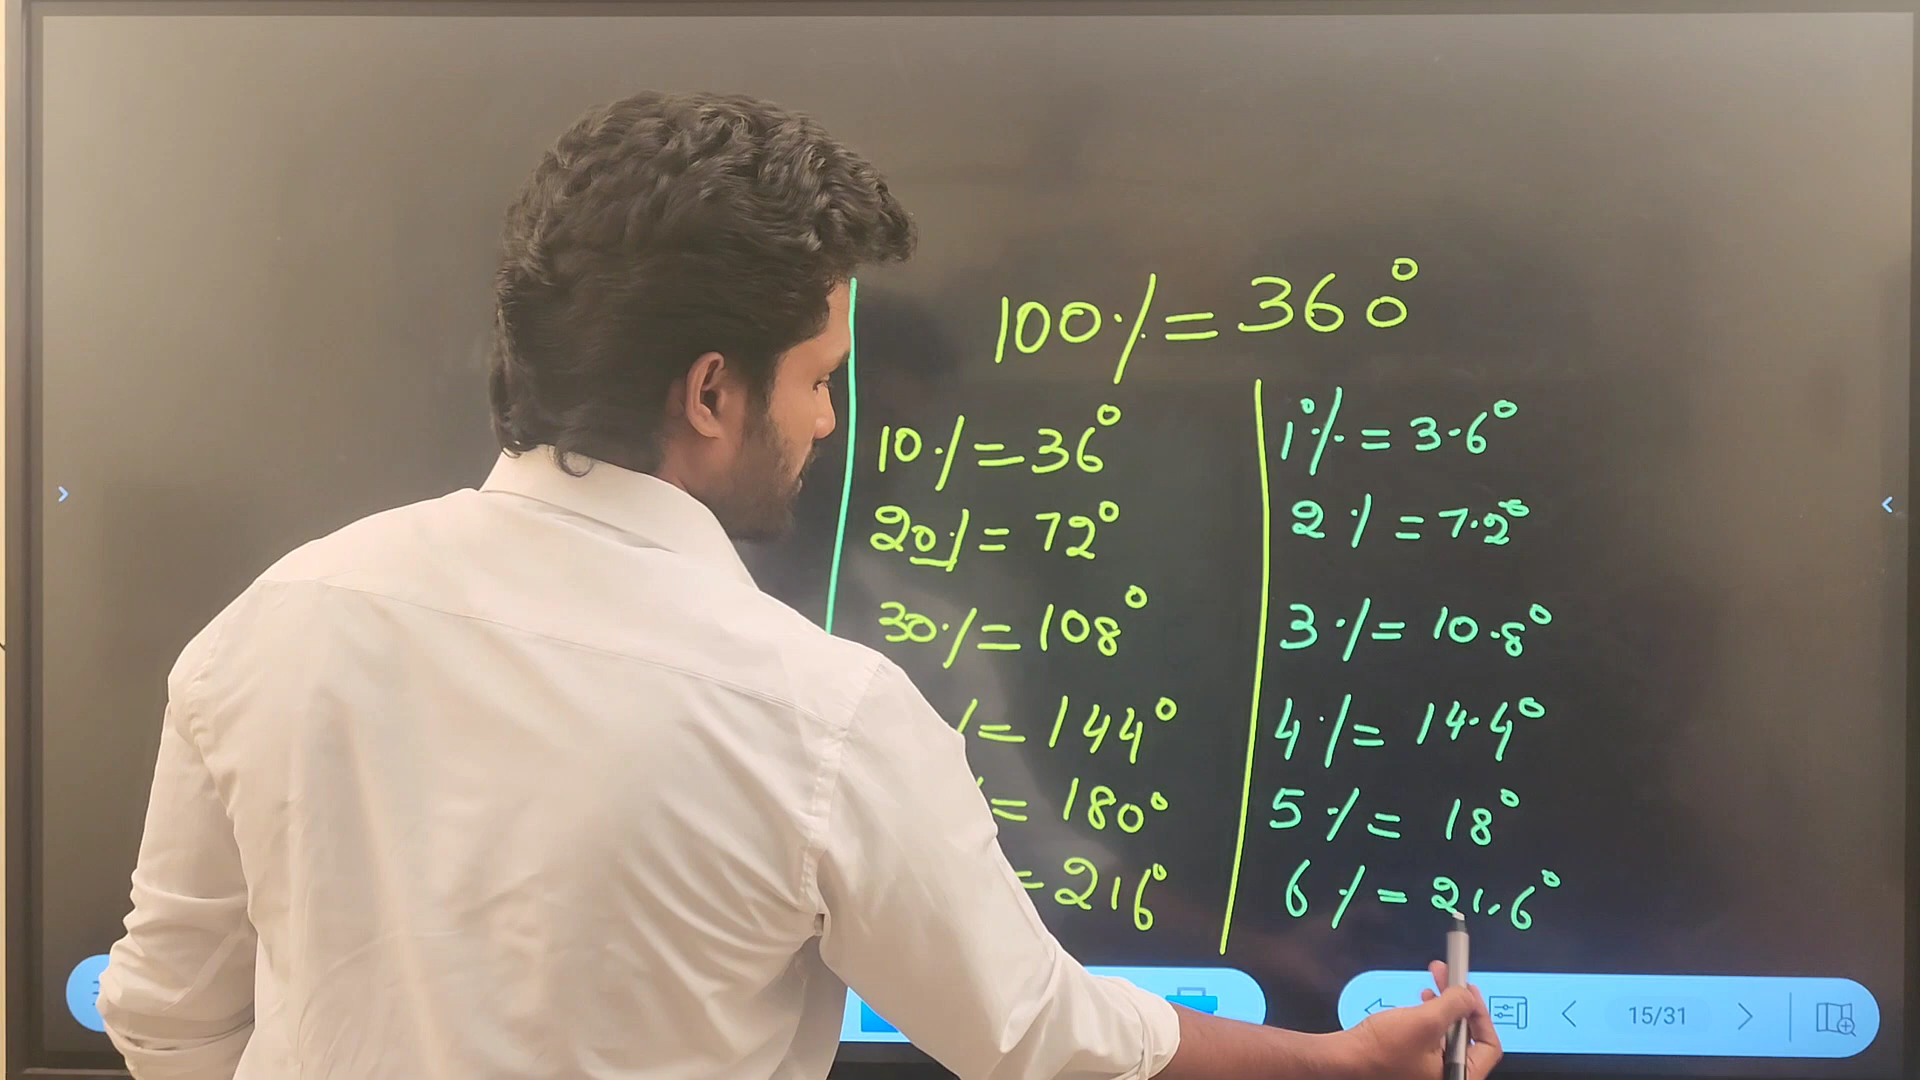 100% = 360°
10% = 36°
20% = 72°
30% = 108°
% = 144°
= 180°
= 216°
1% = 3.6°
2% = 7.2°
3% = 10.8°
4% = 14.4°
5% = 18°
6% = 21.6°
15/31